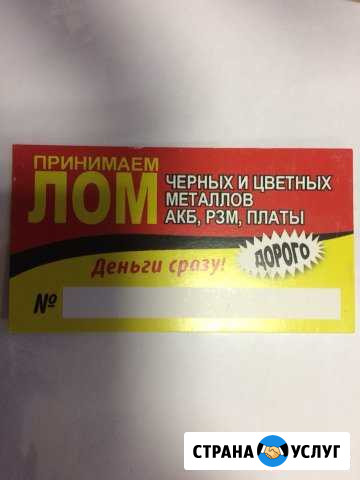 ПРИНИМАЕМ
ЛОМ
ЧЕРНЫХ И ЦВЕТНЫХ
МЕТАЛЛОВ
АКБ, РЗМ, ПЛАТЫ
Деньги сразу!
ДОРОГО
№
СТРАНА УСЛУГ